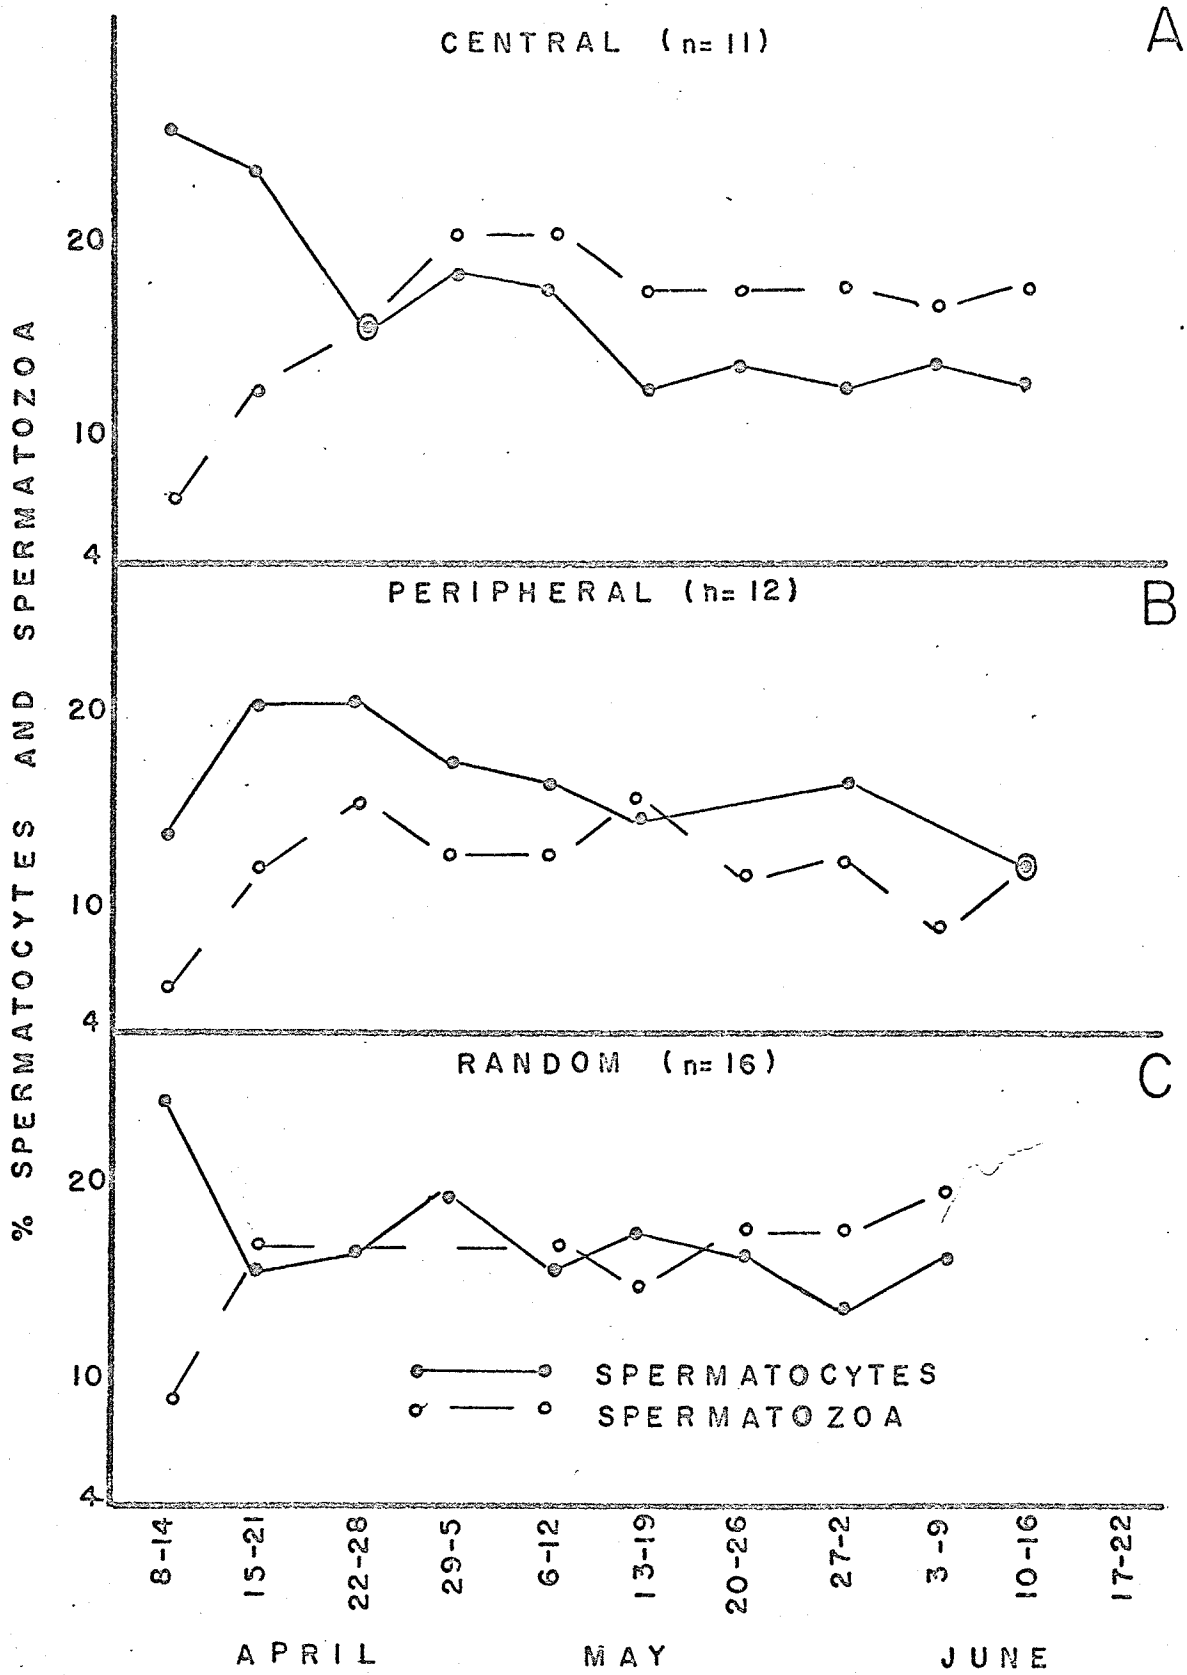 % SPERMATOCYTES AND SPERMATOZOA
CENTRAL (n=11)
A
20
10
4
PERIPHERAL (n=12)
B
20
10
4
RANDOM (n=16)
C
20
10
4
SPERMATOCYTES
SPERMATOZOA
8-14
15-21
22-28
29-5
6-12
13-19
20-26
27-2
3-9
10-16
17-22
APRIL MAY JUNE